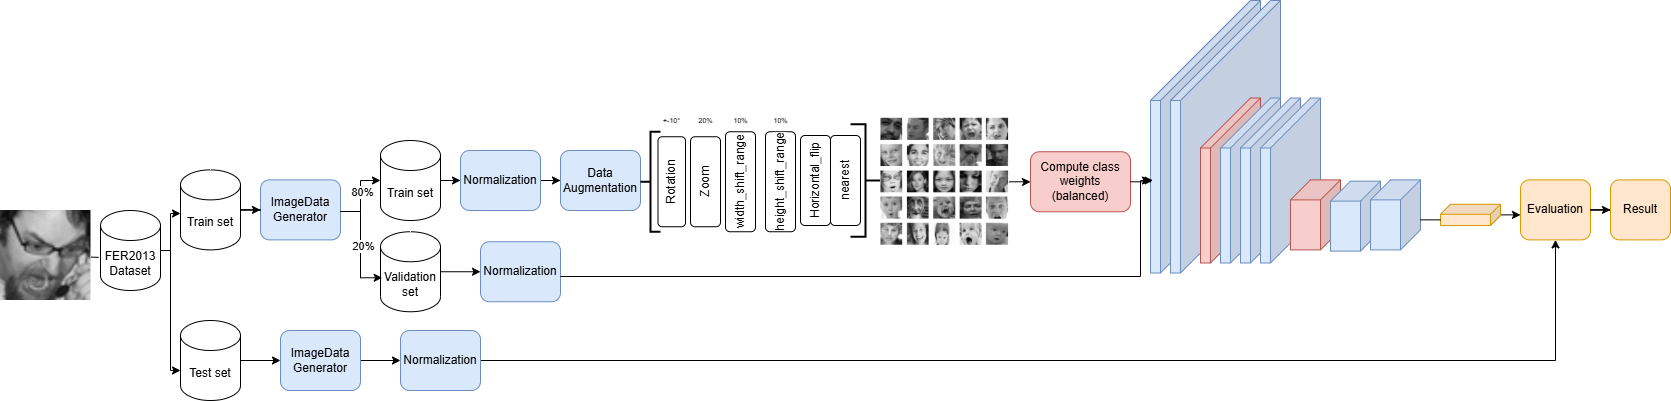 FER2013
Dataset
Train set
Test set
ImageData
Generator
80%
20%
Train set
Validation
set
Normalization
Data
Augmentation
+-10°
20%
10%
10%
Rotation
Zoom
width_shift_range
height_shift_range
Horizontal_flip
nearest
Compute class
weights
(balanced)
Normalization
ImageData
Generator
Normalization
Evaluation
Result